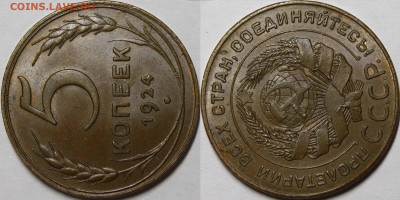 COINS.LAVE.RU
5
КОПЕЕК
1924
ПРОЛЕТАРИИ ВСЕХ СТРАН, СОЕДИНЯЙТЕСЬ!
СССР